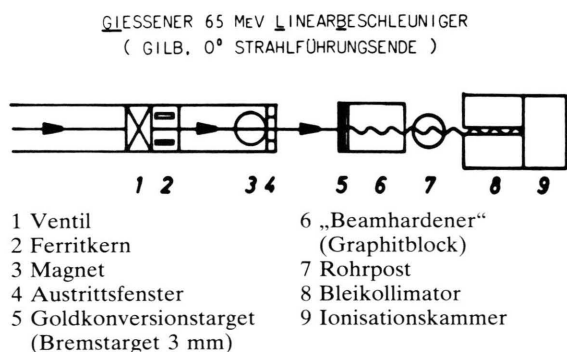 GIESSENER 65 MeV LINEARBESCHLEUNIGER
( GILB, 0° STRAHLFÜHRUNGSENDE )
1 2 3 4 5 6 7 8 9
1 Ventil
2 Ferritkern
3 Magnet
4 Austrittsfenster
5 Goldkonversionstarget
(Bremstarget 3 mm)
6 „Beamhardener“
(Graphitblock)
7 Rohrpost
8 Bleikollimator
9 Ionisationskammer